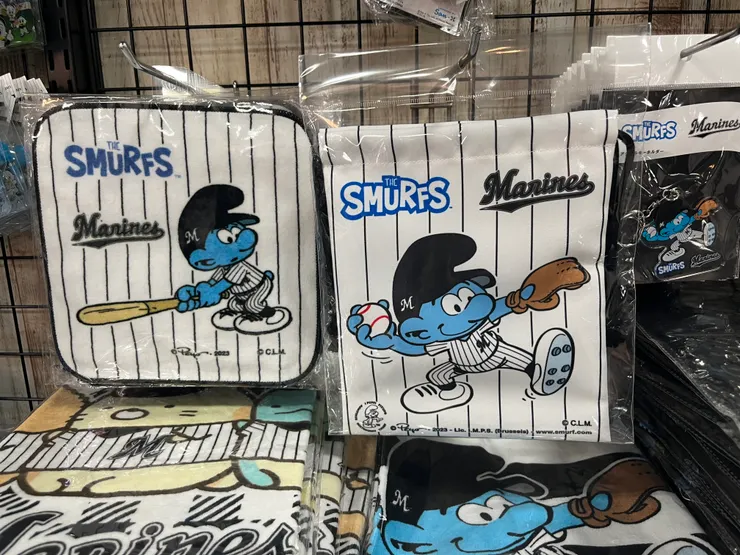 THE
SMURFS
Marines
M
© Peyo - 2023
© C.L.M.
THE
SMURFS
Marines
M
© Peyo - 2023 - Lic. I.M.P.S. (Brussels) - www.smurf.com
© C.L.M.
THE
SMURFS
Marines
SMURFS
Marines
M
Marines